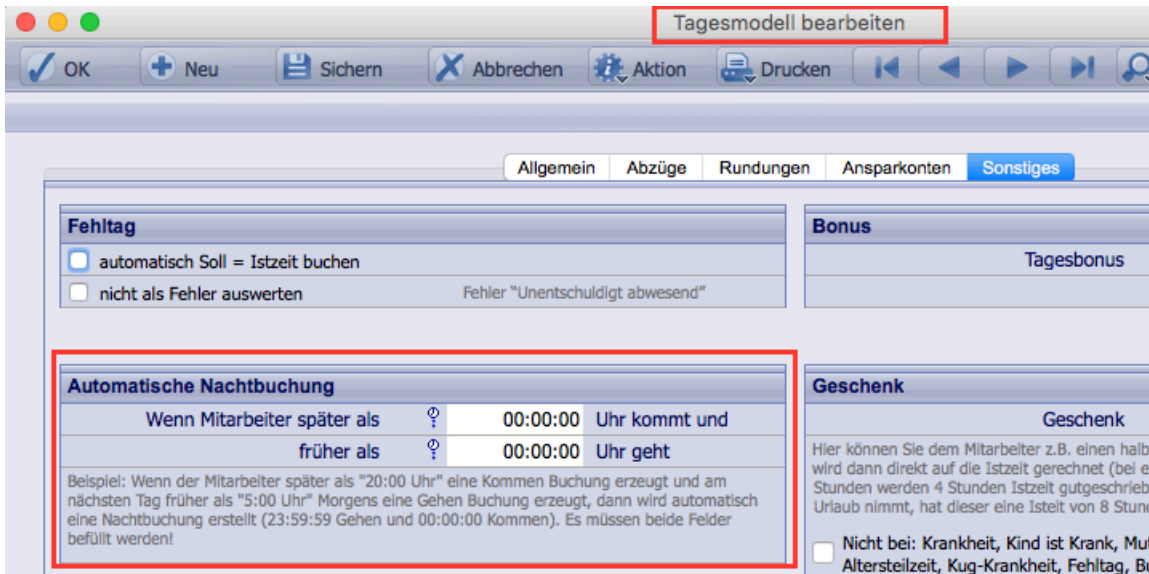 Tagesmodell bearbeiten
OK Neu Sichern Abbrechen Aktion Drucken
Allgemein Abzüge Rundungen Ansparkonten Sonstiges
Fehltag
automatisch Soll = Istzeit buchen
nicht als Fehler auswerten Fehler "Unentschuldigt abwesend"
Bonus
Tagesbonus
Automatische Nachtbuchung
Wenn Mitarbeiter später als 00:00:00 Uhr kommt und
früher als 00:00:00 Uhr geht
Beispiel: Wenn der Mitarbeiter später als "20:00 Uhr" eine Kommen Buchung erzeugt und am
nächsten Tag früher als "5:00 Uhr" Morgens eine Gehen Buchung erzeugt, dann wird automatisch
eine Nachtbuchung erstellt (23:59:59 Gehen und 00:00:00 Kommen). Es müssen beide Felder
befüllt werden!
Geschenk
Geschenk
Hier können Sie dem Mitarbeiter z.B. einen halb
wird dann direkt auf die Istzeit gerechnet (bei e
Stunden werden 4 Stunden Istzeit gutgeschrieb
Urlaub nimmt, hat dieser eine Isteit von 8 Stun
Nicht bei: Krankheit, Kind ist Krank, Mu
Altersteilzeit, Kug-Krankheit, Fehltag, Bu